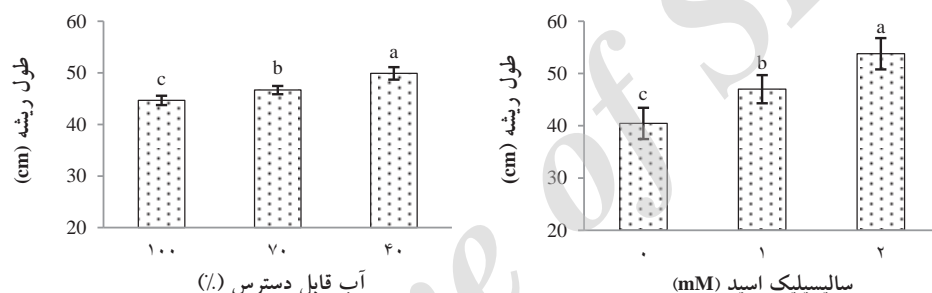 60
50
40
30
20
طول ریشه (cm)
c
b
a
۱۰۰
۷۰
۴۰
آب قابل دسترس (٪)
60
50
40
30
20
طول ریشه (cm)
c
b
a
۰
۱
۲
سالیسیلیک اسید (mM)
e of S